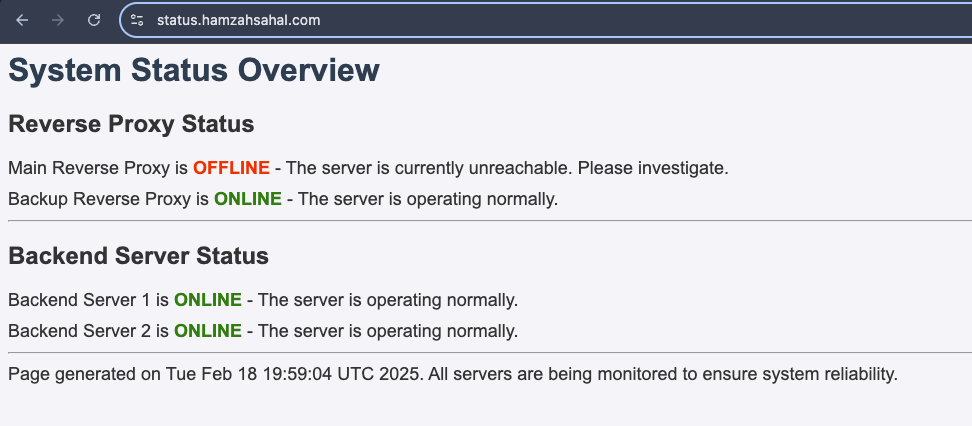 status.hamzahsahal.com
System Status Overview
Reverse Proxy Status
Main Reverse Proxy is OFFLINE - The server is currently unreachable. Please investigate.
Backup Reverse Proxy is ONLINE - The server is operating normally.
Backend Server Status
Backend Server 1 is ONLINE - The server is operating normally.
Backend Server 2 is ONLINE - The server is operating normally.
Page generated on Tue Feb 18 19:59:04 UTC 2025. All servers are being monitored to ensure system reliability.